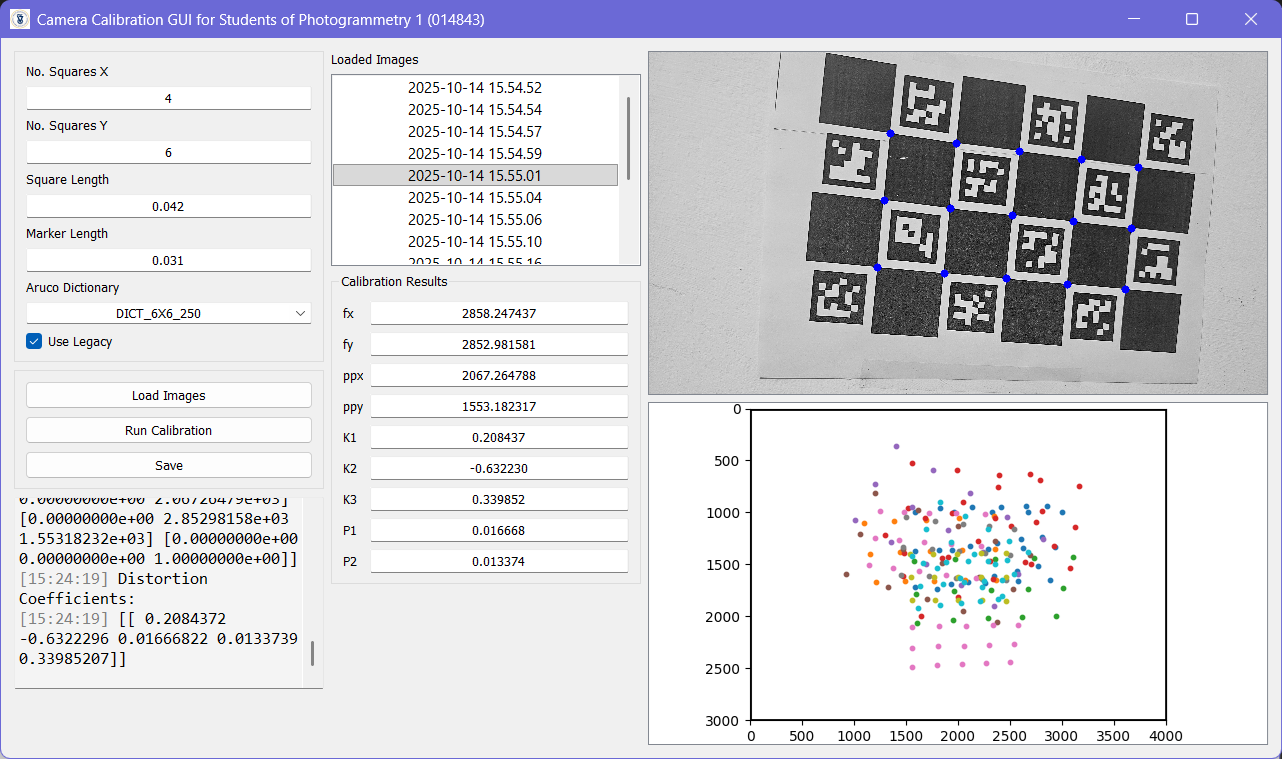 Camera Calibration GUI for Students of Photogrammetry 1 (014843)
No. Squares X
4
No. Squares Y
6
Square Length
0.042
Marker Length
0.031
Aruco Dictionary
DICT_6X6_250
Use Legacy
Load Images
Run Calibration
Save
0.00000000e+00 2.06726479e+03]
[0.00000000e+00 2.85298158e+03
1.55318232e+03] [0.00000000e+00
0.00000000e+00 1.00000000e+00]]
[15:24:19] Distortion
Coefficients:
[15:24:19] [[ 0.2084372
-0.6322296 0.01666822 0.0133739
0.33985207]]
Loaded Images
2025-10-14 15.54.52
2025-10-14 15.54.54
2025-10-14 15.54.57
2025-10-14 15.54.59
2025-10-14 15.55.01
2025-10-14 15.55.04
2025-10-14 15.55.06
2025-10-14 15.55.10
2025-10-14 15.55.16
Calibration Results
fx 2858.247437
fy 2852.981581
ppx 2067.264788
ppy 1553.182317
K1 0.208437
K2 -0.632230
K3 0.339852
P1 0.016668
P2 0.013374
0
500
1000
1500
2000
2500
3000
0 500 1000 1500 2000 2500 3000 3500 4000